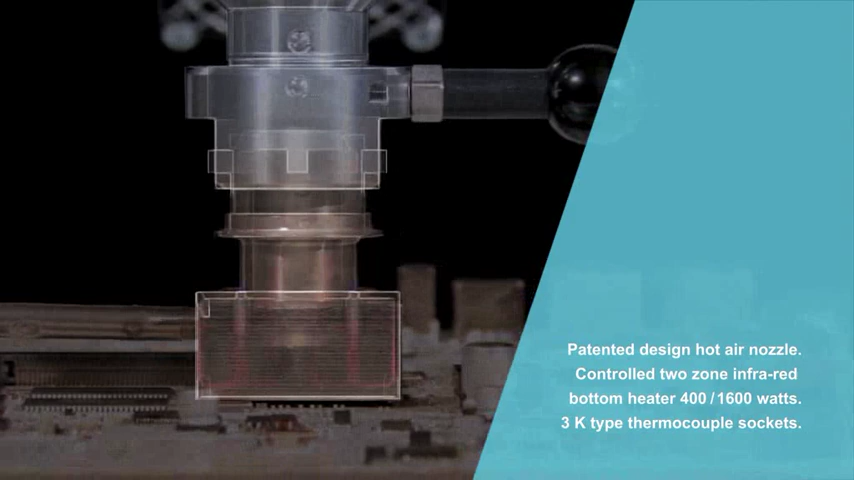 Patented design hot air nozzle.
Controlled two zone infra-red
bottom heater 400/1600 watts.
3 K type thermocouple sockets.